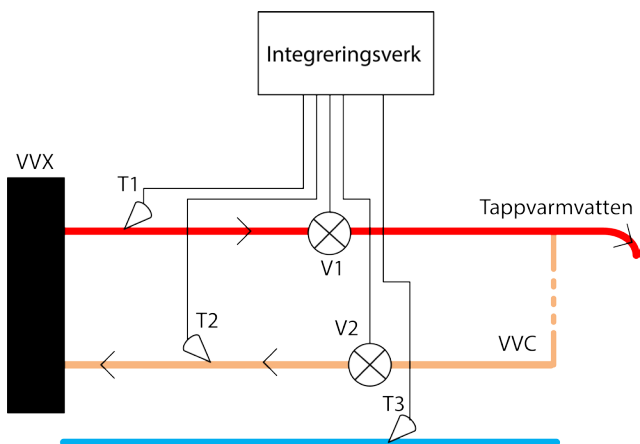 Integreringsverk
VVX
T1
Tappvarmvatten
V1
T2
V2
VVC
T3